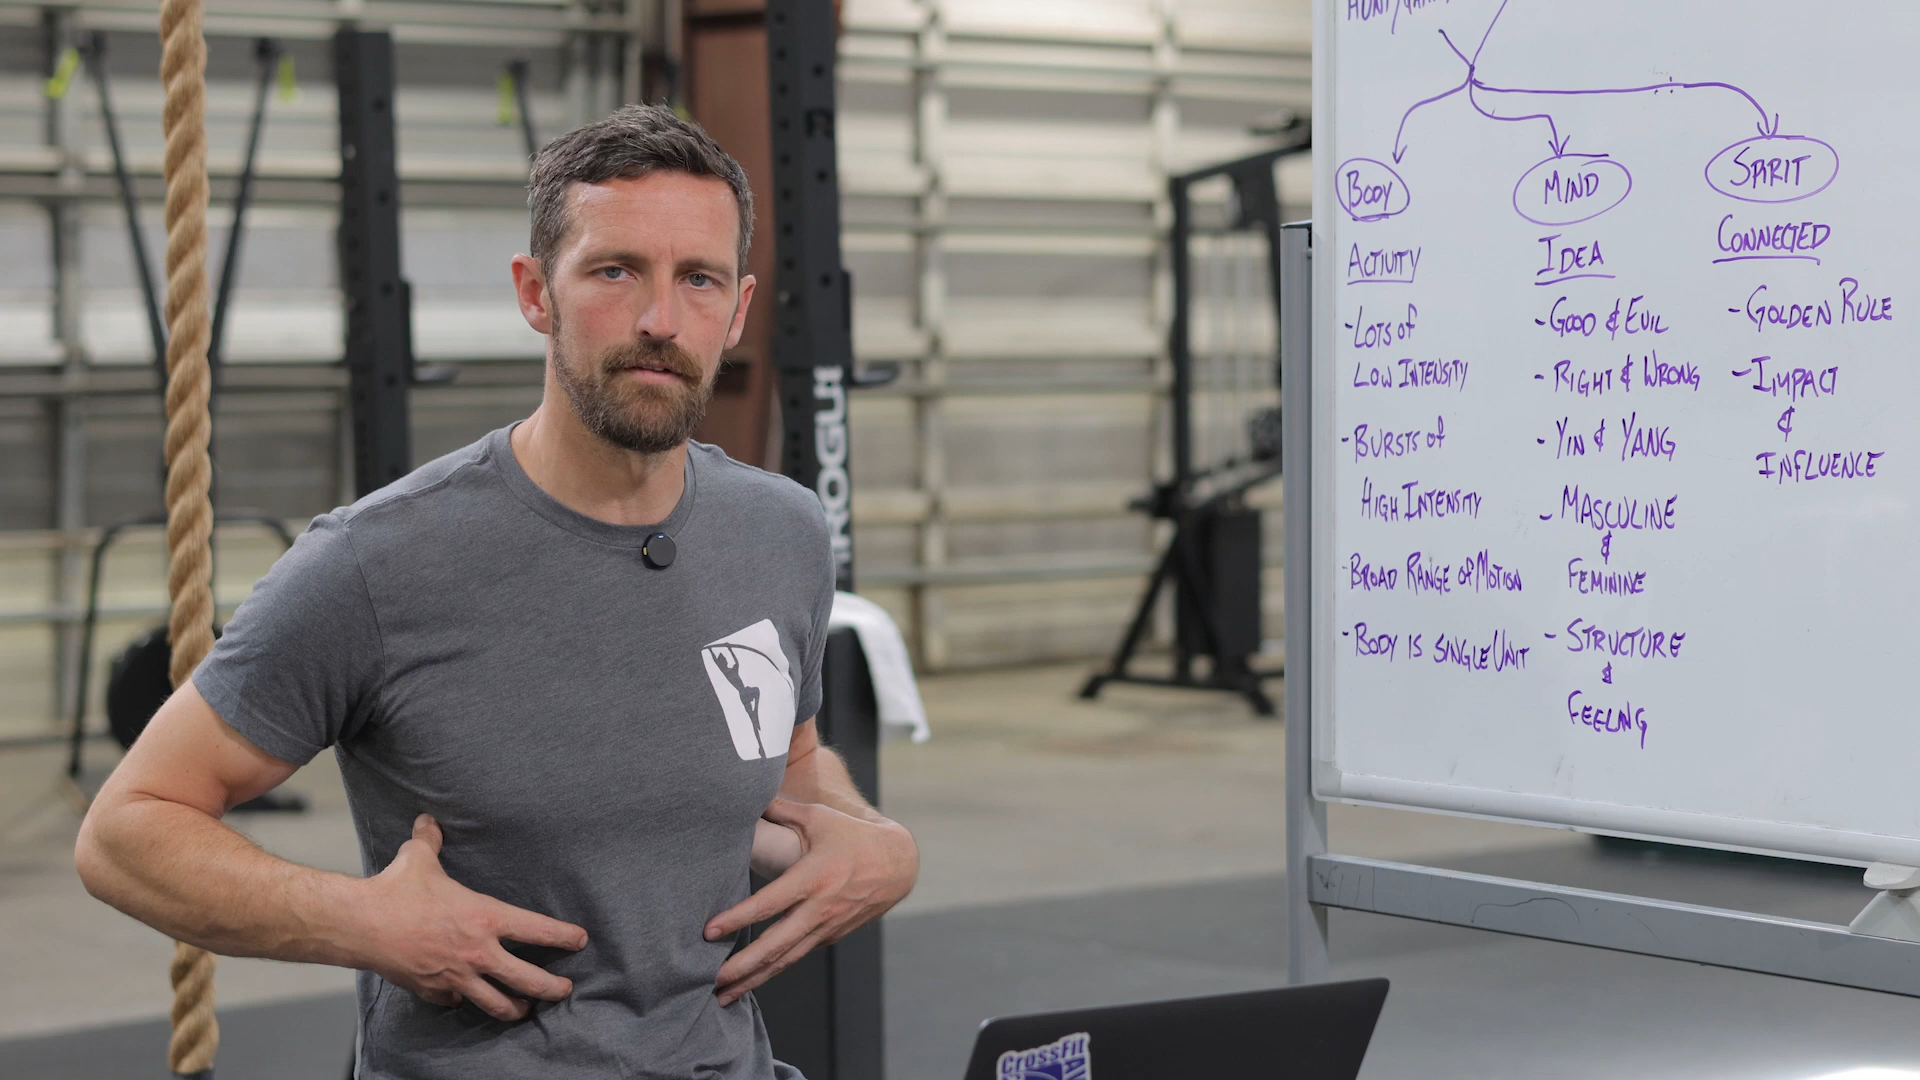 BODY
ACTIVITY
-LOTS of
LOW INTENSITY
-BURSTS of
HIGH INTENSITY
-BROAD RANGE of MOTION
-BODY IS SINGLE UNIT
MIND
IDEA
-GOOD & EVIL
-RIGHT & WRONG
-YIN & YANG
-MASCULINE
&
FEMININE
-STRUCTURE
&
FEELING
SPIRIT
CONNECTED
-GOLDEN RULE
-IMPACT
&
INFLUENCE
ROGUE
CrossFit